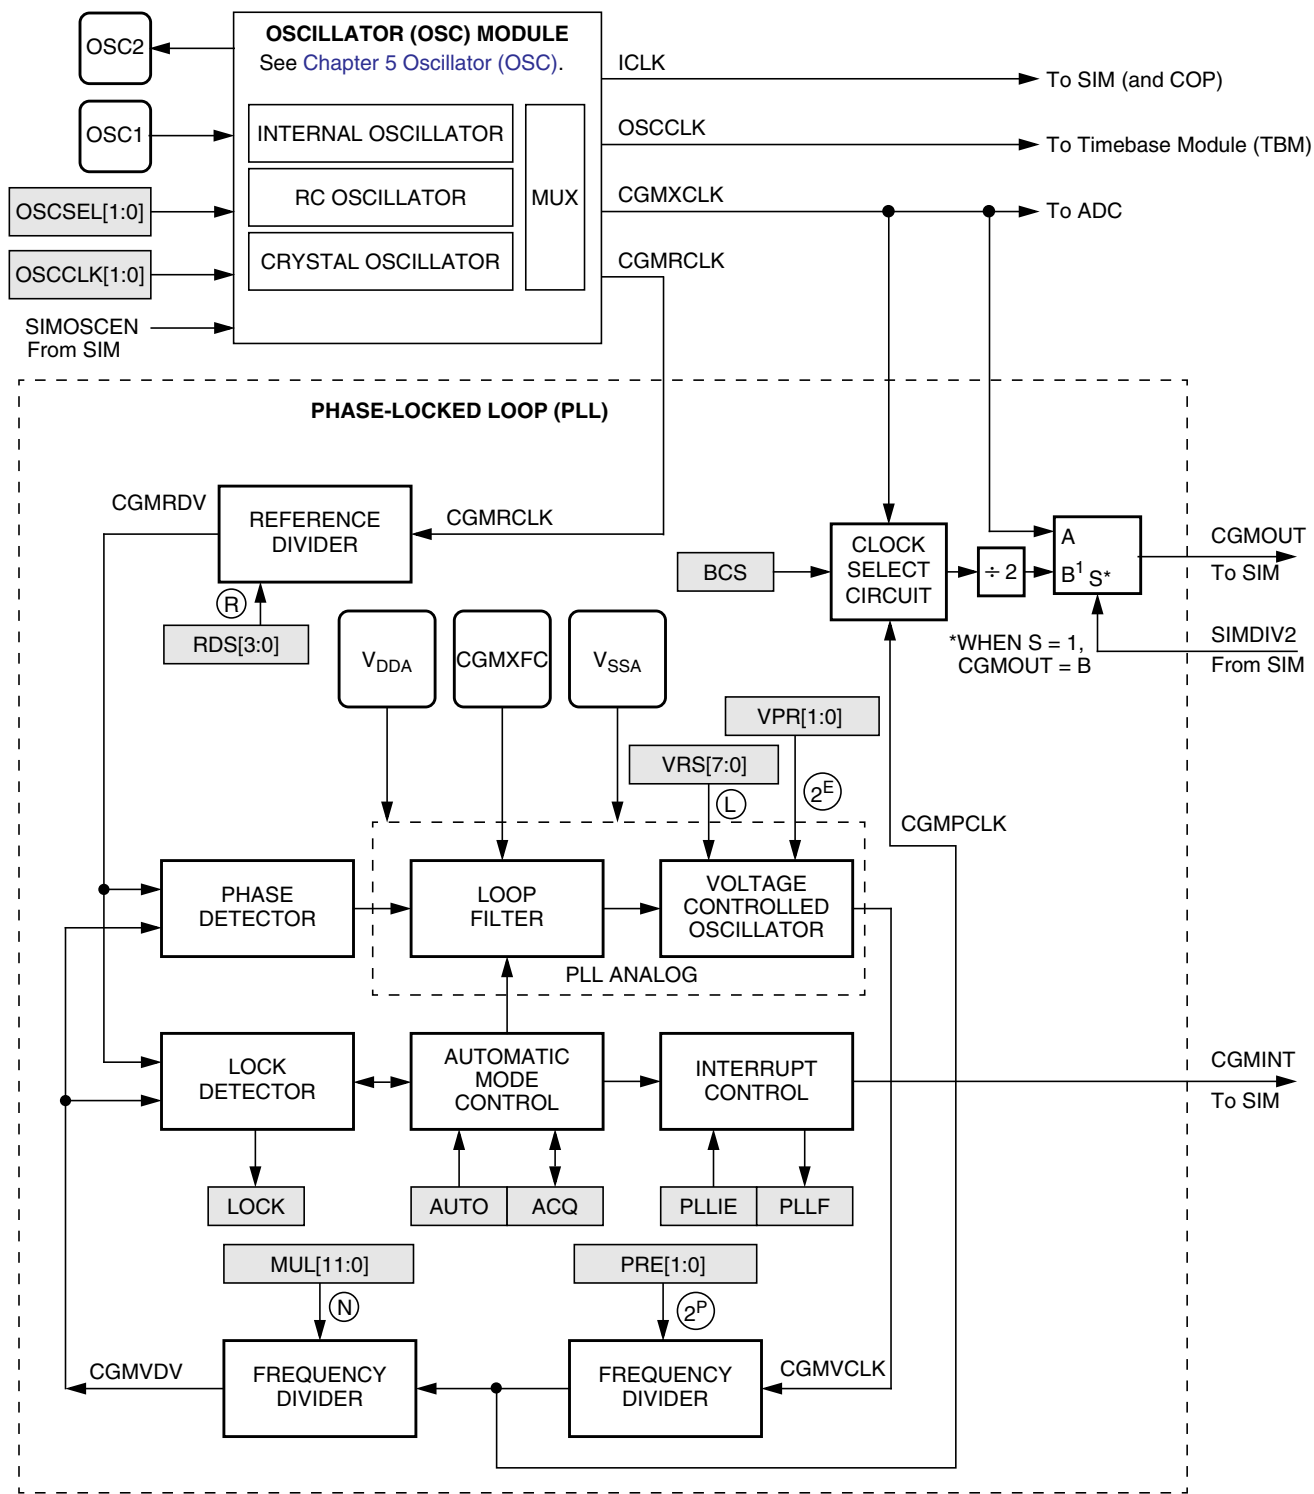 OSCILLATOR (OSC) MODULE
See Chapter 5 Oscillator (OSC).
OSC2
OSC1
OSCSEL[1:0]
OSCCLK[1:0]
SIMOSCEN
From SIM
INTERNAL OSCILLATOR
RC OSCILLATOR
CRYSTAL OSCILLATOR
MUX
ICLK
To SIM (and COP)
OSCCLK
To Timebase Module (TBM)
CGMXCLK
To ADC
CGMRCLK
PHASE-LOCKED LOOP (PLL)
CGMRDV
REFERENCE
DIVIDER
CGMRCLK
R
RDS[3:0]
BCS
CLOCK
SELECT
CIRCUIT
÷ 2
A
B¹ S*
CGMOUT
To SIM
SIMDIV2
From SIM
*WHEN S = 1,
CGMOUT = B
V_DDA
CGMXFC
V_SSA
VPR[1:0]
VRS[7:0]
L
2^E
CGMPCLK
PHASE
DETECTOR
LOOP
FILTER
VOLTAGE
CONTROLLED
OSCILLATOR
PLL ANALOG
LOCK
DETECTOR
AUTOMATIC
MODE
CONTROL
INTERRUPT
CONTROL
CGMINT
To SIM
LOCK
AUTO
ACQ
PLLIE
PLLF
MUL[11:0]
N
PRE[1:0]
2^P
CGMVDV
FREQUENCY
DIVIDER
FREQUENCY
DIVIDER
CGMVCLK